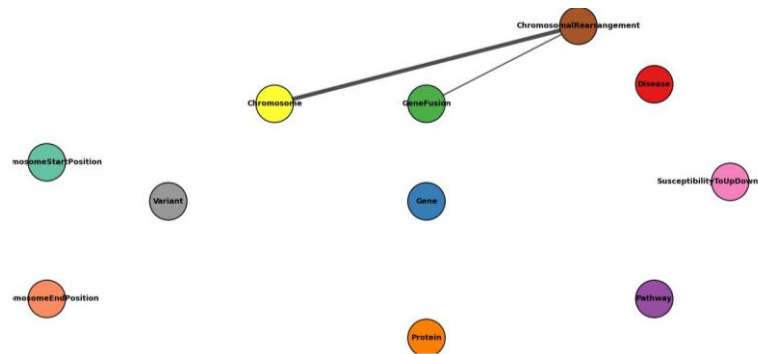 ChromosomalRearrangement
Disease
Chromosome
GeneFusion
mosomeStartPosition
SusceptibilityToUpDown
Variant
Gene
mosomeEndPosition
Pathway
Protein